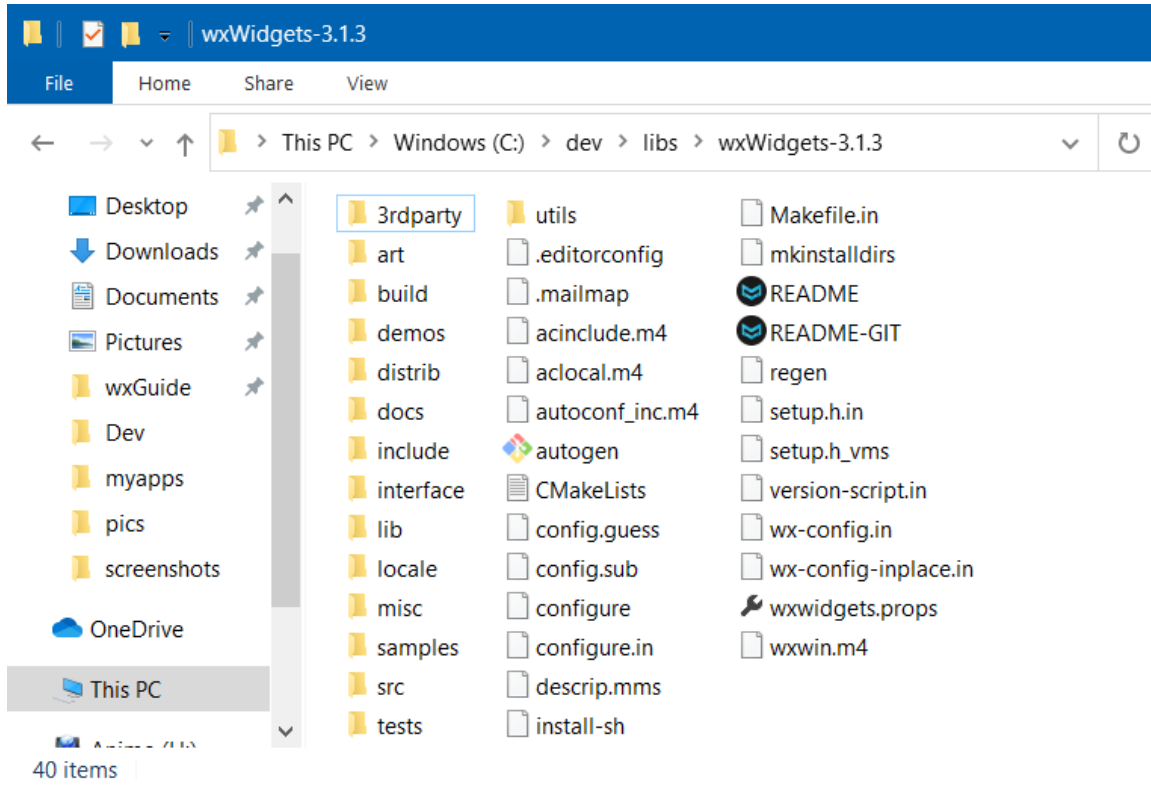 wxWidgets-3.1.3
File Home Share View
This PC > Windows (C:) > dev > libs > wxWidgets-3.1.3
Desktop
Downloads
Documents
Pictures
wxGuide
Dev
myapps
pics
screenshots
OneDrive
This PC
3rdparty
art
build
demos
distrib
docs
include
interface
lib
locale
misc
samples
src
tests
utils
.editorconfig
.mailmap
acinclude.m4
aclocal.m4
autoconf_inc.m4
autogen
CMakeLists
config.guess
config.sub
configure
configure.in
descrip.mms
install-sh
Makefile.in
mkinstalldirs
README
README-GIT
regen
setup.h.in
setup.h_vms
version-script.in
wx-config.in
wx-config-inplace.in
wxwidgets.props
wxwin.m4
40 items